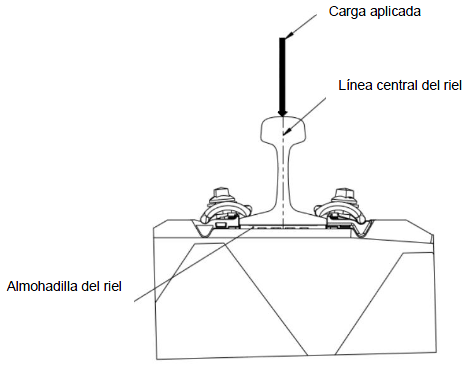 Carga aplicada
Línea central del riel
Almohadilla del riel